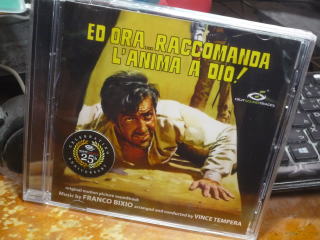 ED ORA... RACCOMANDA
L'ANIMA A DIO!
25
original motion picture soundtrack
Music by FRANCO BIXIO arranged and conducted by VINCE TEMPERA